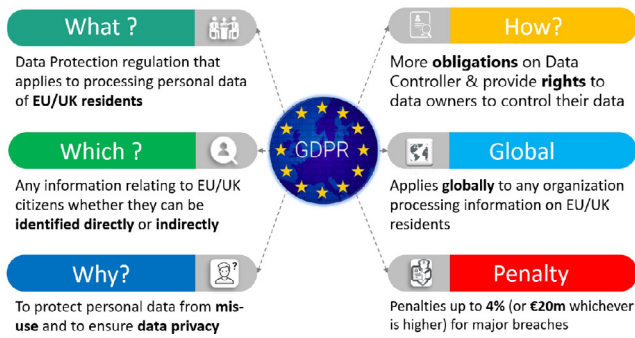 What ?
Data Protection regulation that
applies to processing personal data
of EU/UK residents
Which ?
Any information relating to EU/UK
citizens whether they can be
identified directly or indirectly
Why?
To protect personal data from mis-
use and to ensure data privacy
GDPR
How?
More obligations on Data
Controller & provide rights to
data owners to control their data
Global
Applies globally to any organization
processing information on EU/UK
residents
Penalty
Penalties up to 4% (or €20m whichever
is higher) for major breaches